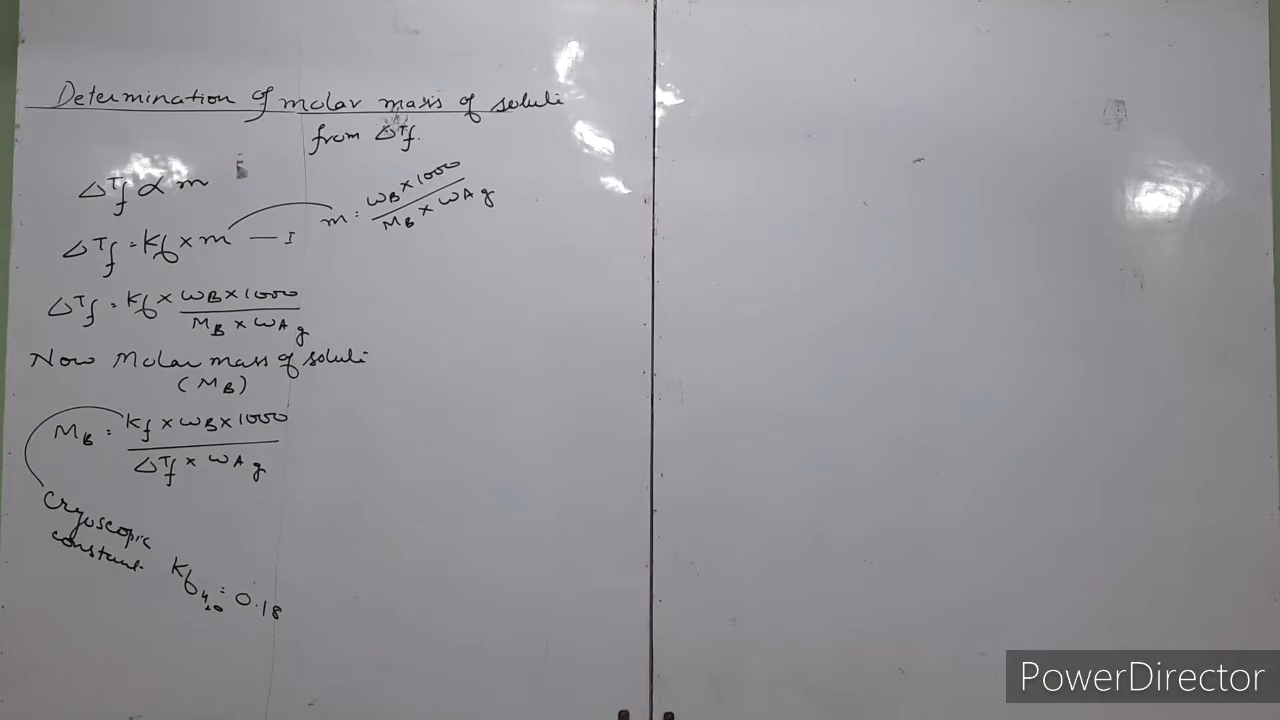 Determination of molar mass of solute
from ΔTf.
ΔTf ∝ m
ΔTf = Kf × m — I
m = WB × 1000 / MB × WA g
ΔTf = Kf × WB × 1000 / MB × WA g
Now Molar mass of solute
(MB)
MB = Kf × WB × 1000 / ΔTf × WA g
Cryoscopic
constant.
Kf = 0.18
PowerDirector